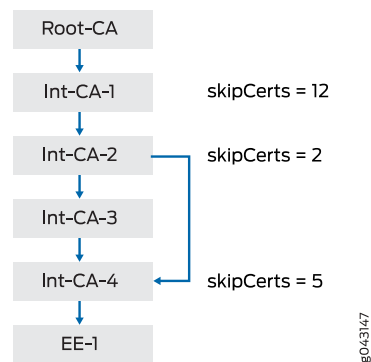 Root-CA
Int-CA-1 skipCerts = 12
Int-CA-2 skipCerts = 2
Int-CA-3
Int-CA-4 skipCerts = 5
EE-1
g043147